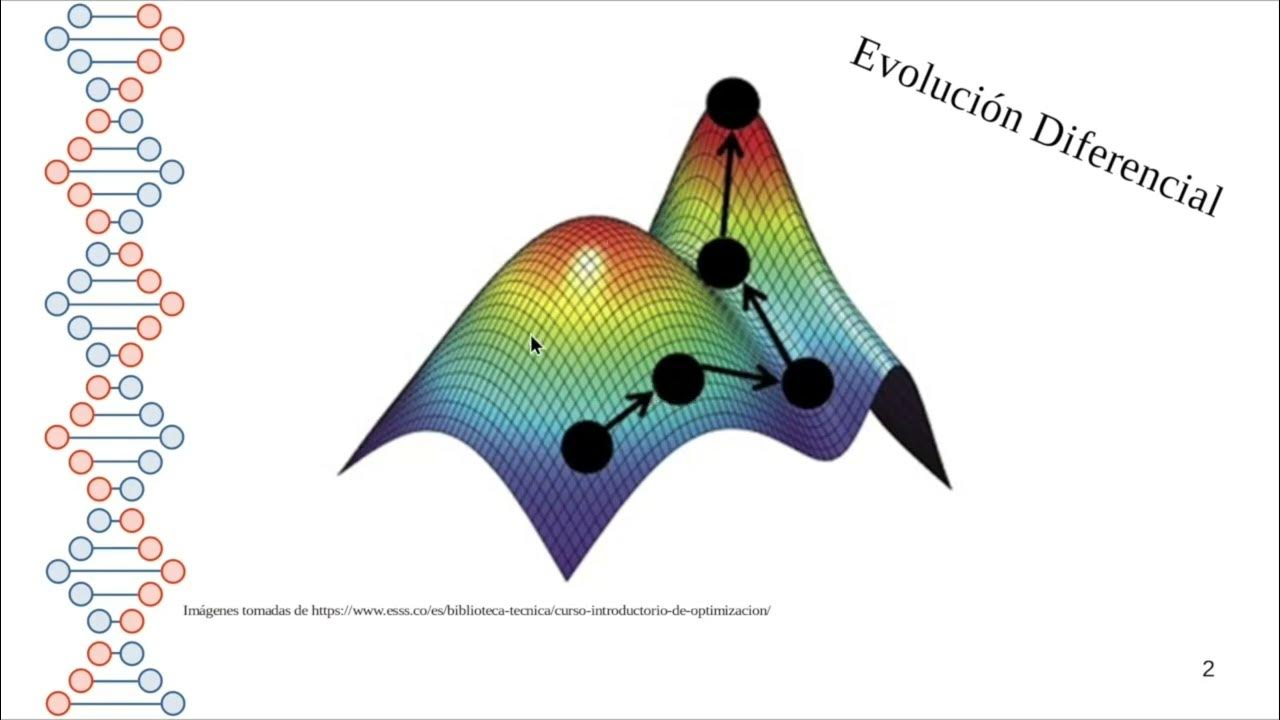 Evolución Diferencial
Imágenes tomadas de https://www.esss.co/es/biblioteca-tecnica/curso-introductorio-de-optimizacion/
2